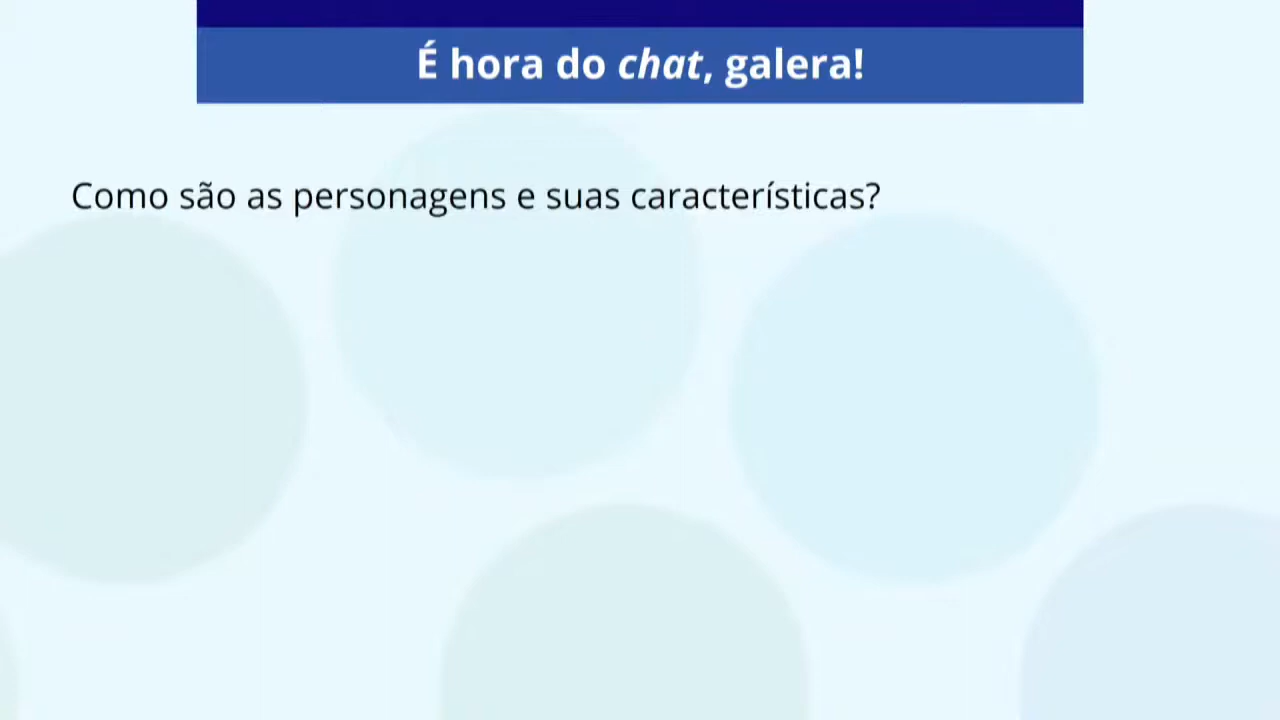 É hora do chat, galera!
Como são as personagens e suas características?